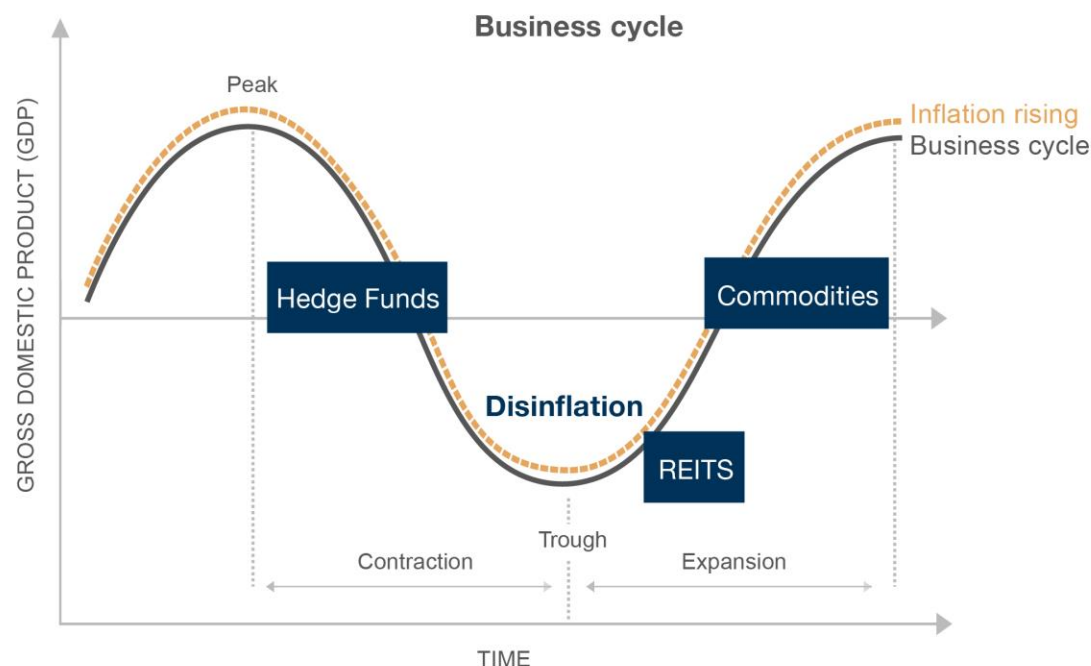 Business cycle
GROSS DOMESTIC PRODUCT (GDP)
Peak
Inflation rising
Business cycle
Hedge Funds
Commodities
Disinflation
REITS
Trough
Contraction
Expansion
TIME